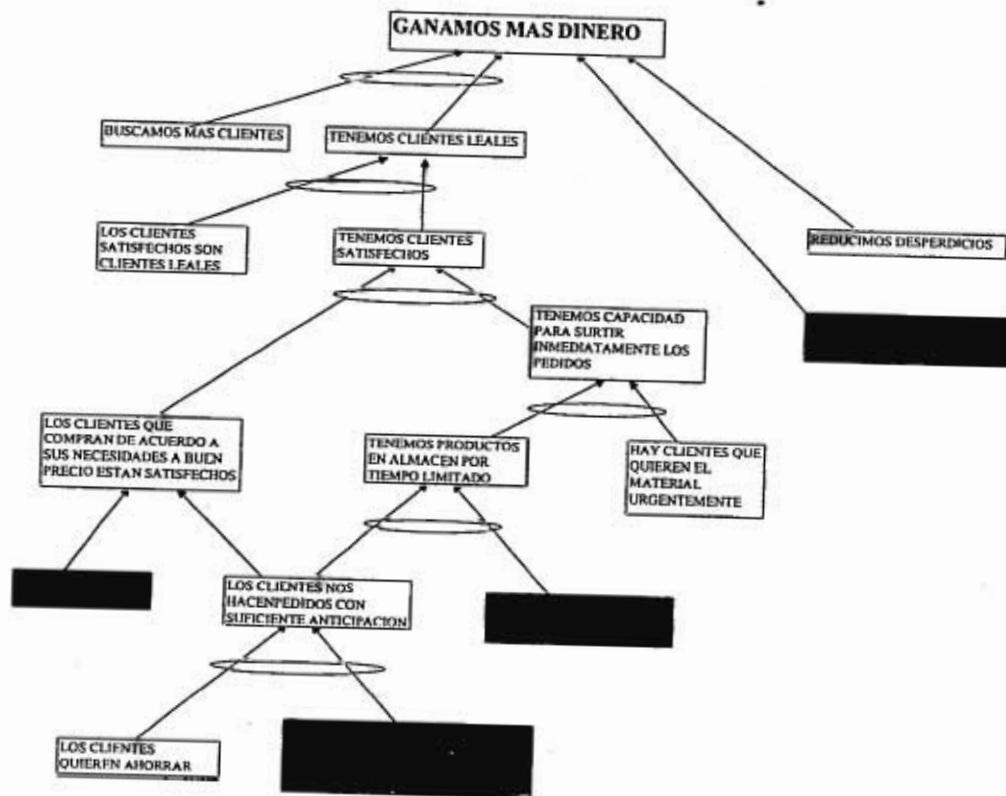 GANAMOS MAS DINERO
BUSCAMOS MAS CLIENTES
TENEMOS CLIENTES LEALES
LOS CLIENTES
SATISFECHOS SON
CLIENTES LEALES
TENEMOS CLIENTES
SATISFECHOS
REDUCIMOS DESPERDICIOS
TENEMOS CAPACIDAD
PARA SURTIR
INMEDIATAMENTE LOS
PEDIDOS
LOS CLIENTES QUE
COMPRAN DE ACUERDO A
SUS NECESIDADES A BUEN
PRECIO ESTAN SATISFECHOS
TENEMOS PRODUCTOS
EN ALMACEN POR
TIEMPO LIMITADO
HAY CLIENTES QUE
QUIEREN EL
MATERIAL
URGENTEMENTE
LOS CLIENTES NOS
HACENPEDIDOS CON
SUFICIENTE ANTICIPACION
LOS CLIENTES
QUIEREN AHORRAR